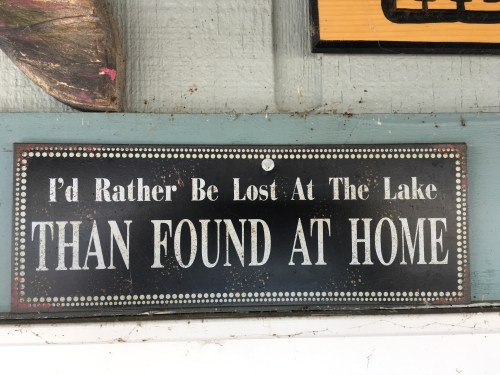 I'd Rather Be Lost At The Lake
THAN FOUND AT HOME